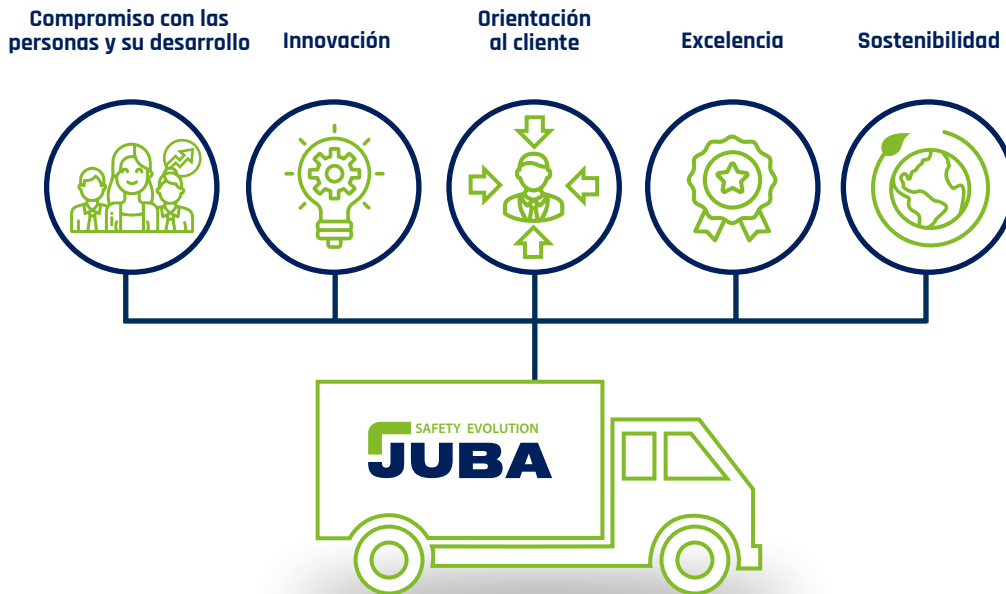 Compromiso con las
personas y su desarrollo
Innovación
Orientación
al cliente
Excelencia
Sostenibilidad
SAFETY EVOLUTION
JUBA